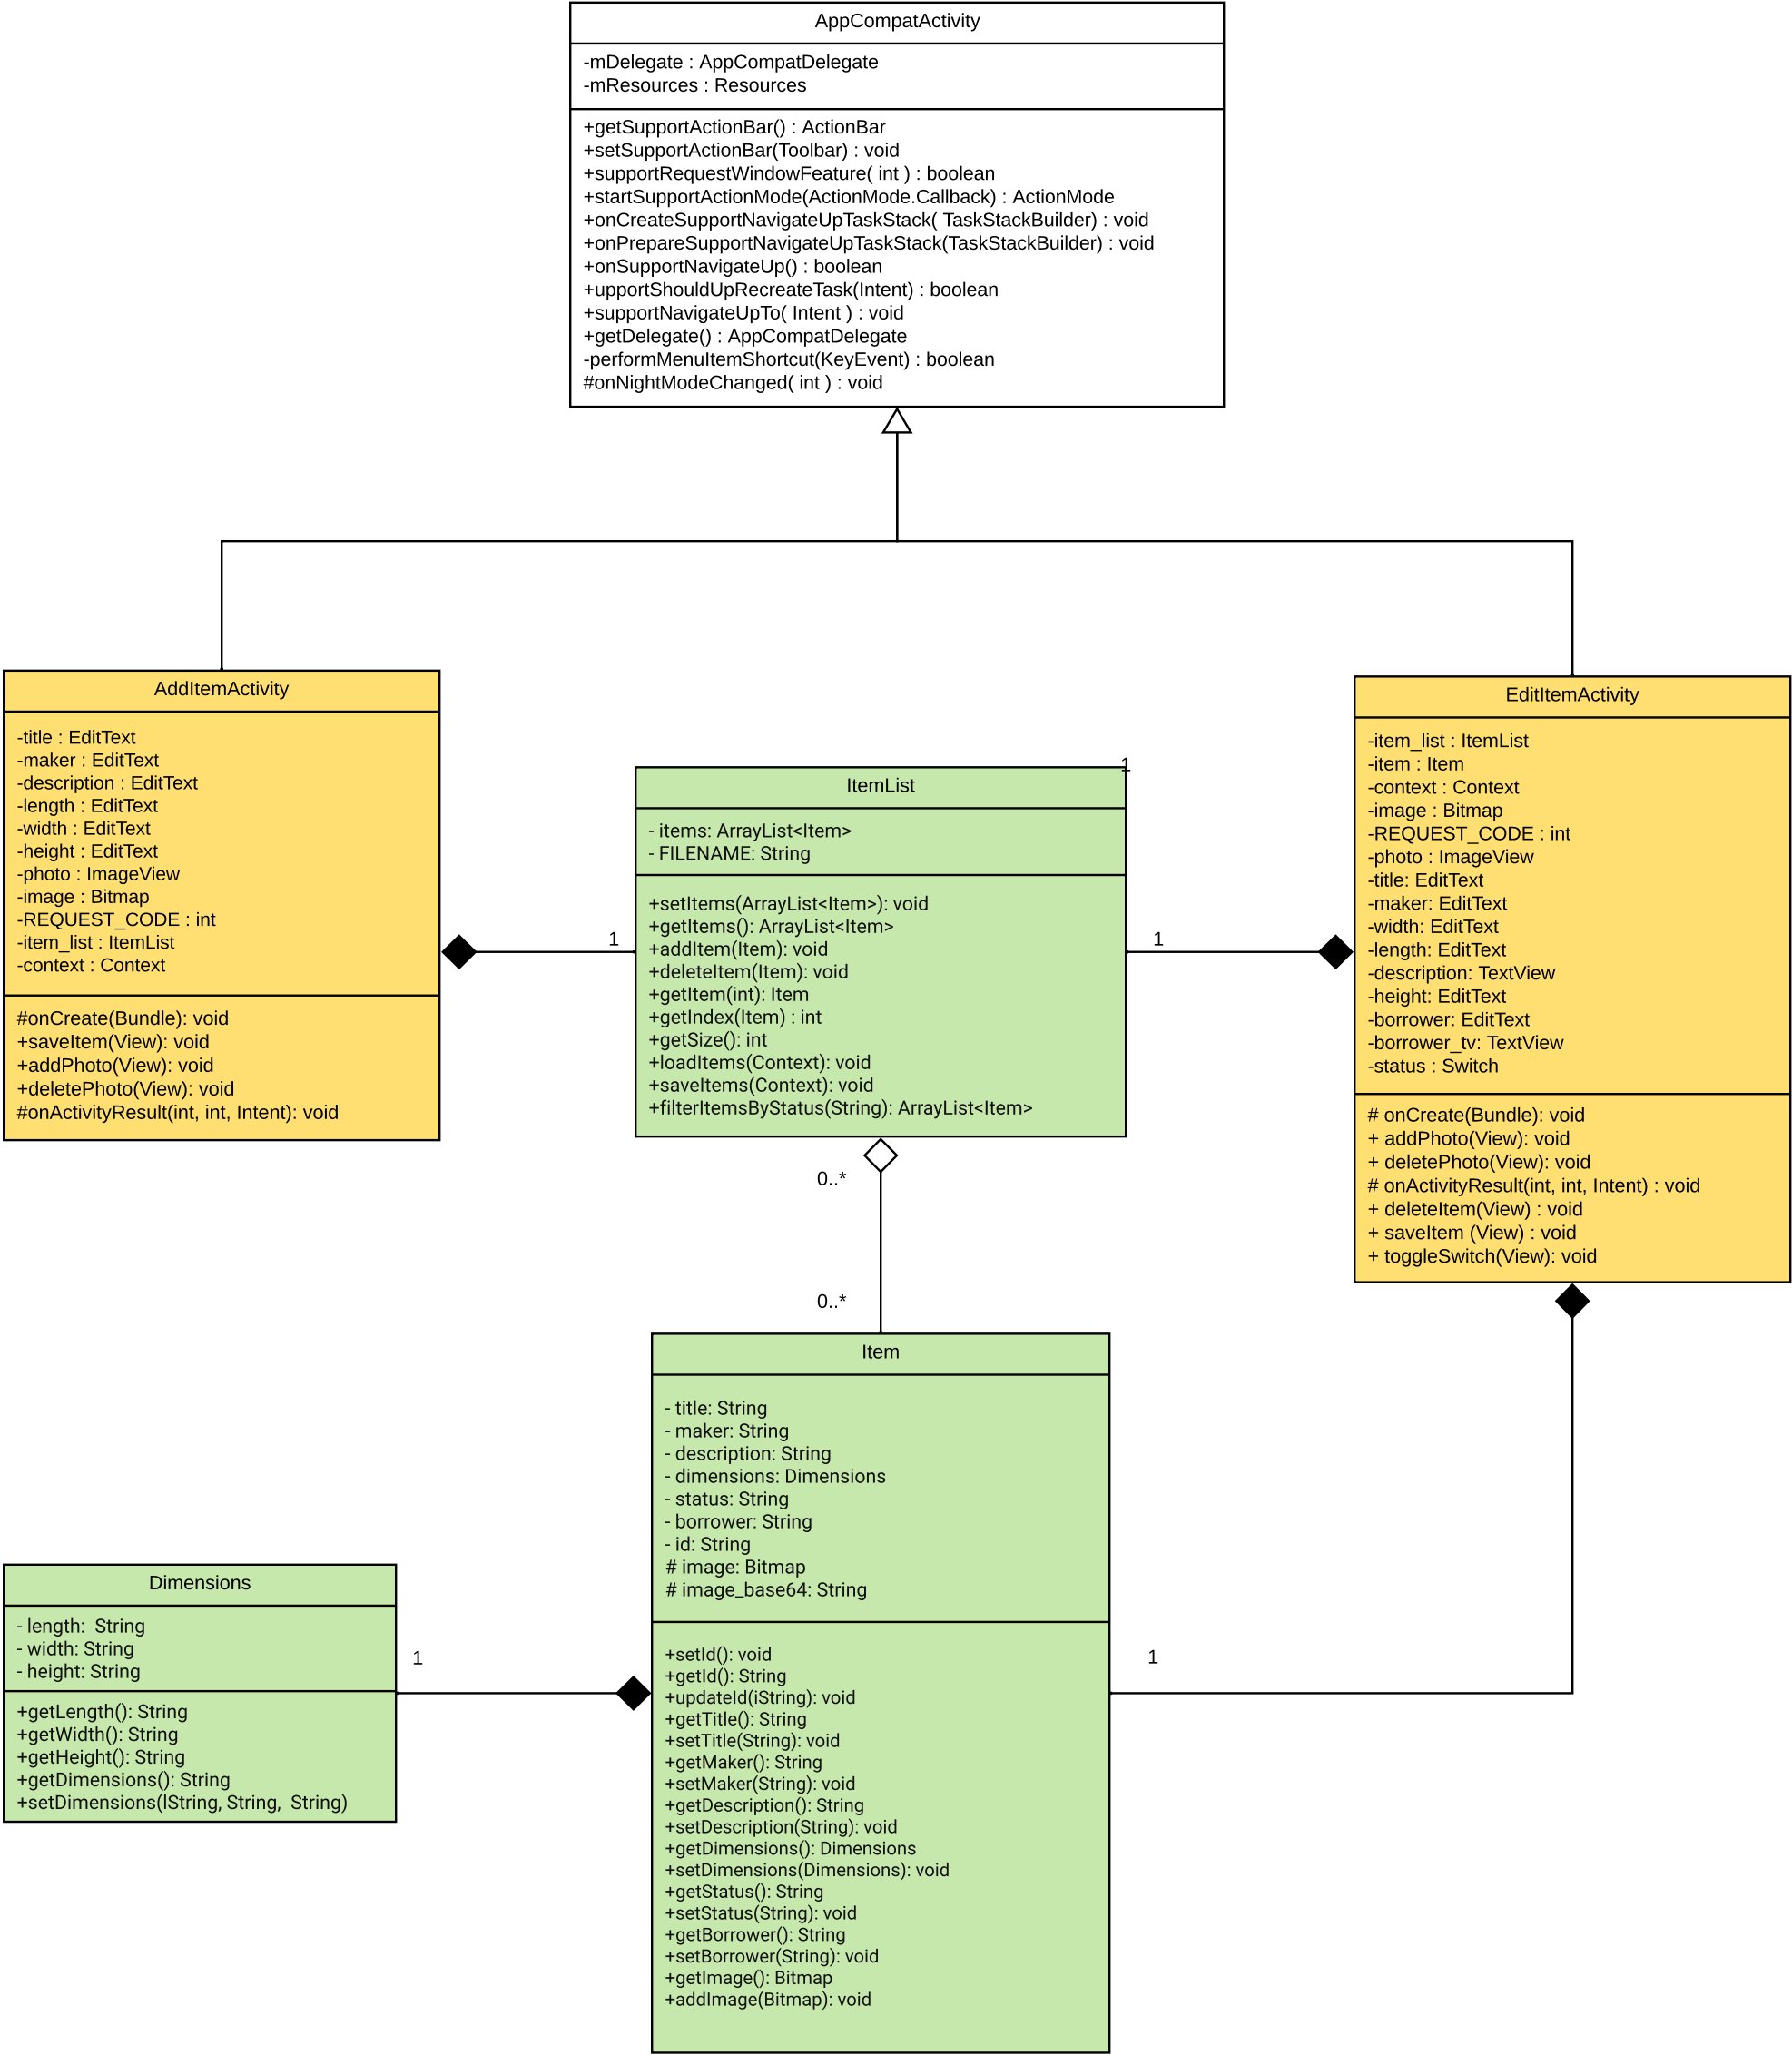 AppCompatActivity
-mDelegate : AppCompatDelegate
-mResources : Resources
+getSupportActionBar() : ActionBar
+setSupportActionBar(Toolbar) : void
+supportRequestWindowFeature( int ) : boolean
+startSupportActionMode(ActionMode.Callback) : ActionMode
+onCreateSupportNavigateUpTaskStack( TaskStackBuilder) : void
+onPrepareSupportNavigateUpTaskStack(TaskStackBuilder) : void
+onSupportNavigateUp() : boolean
+upportShouldUpRecreateTask(Intent) : boolean
+supportNavigateUpTo( Intent ) : void
+getDelegate() : AppCompatDelegate
-performMenuItemShortcut(KeyEvent) : boolean
#onNightModeChanged( int ) : void
AddItemActivity
-title : EditText
-maker : EditText
-description : EditText
-length : EditText
-width : EditText
-height : EditText
-photo : ImageView
-image : Bitmap
-REQUEST_CODE : int
-item_list : ItemList
-context : Context
#onCreate(Bundle): void
+saveItem(View): void
+addPhoto(View): void
+deletePhoto(View): void
#onActivityResult(int, int, Intent): void
1
ItemList
- items: ArrayList<Item>
- FILENAME: String
+setItems(ArrayList<Item>): void
+getItems(): ArrayList<Item>
+addItem(Item): void
+deleteItem(Item): void
+getItem(int): Item
+getIndex(Item) : int
+getSize(): int
+loadItems(Context): void
+saveItems(Context): void
+filterItemsByStatus(String): ArrayList<Item>
1
1
EditItemActivity
-item_list : ItemList
-item : Item
-context : Context
-image : Bitmap
-REQUEST_CODE : int
-photo : ImageView
-title: EditText
-maker: EditText
-width: EditText
-length: EditText
-description: TextView
-height: EditText
-borrower: EditText
-borrower_tv: TextView
-status : Switch
# onCreate(Bundle): void
+ addPhoto(View): void
+ deletePhoto(View): void
# onActivityResult(int, int, Intent) : void
+ deleteItem(View) : void
+ saveItem (View) : void
+ toggleSwitch(View): void
0..*
0..*
Item
- title: String
- maker: String
- description: String
- dimensions: Dimensions
- status: String
- borrower: String
- id: String
# image: Bitmap
# image_base64: String
+setId(): void
+getId(): String
+updateId(iString): void
+getTitle(): String
+setTitle(String): void
+getMaker(): String
+setMaker(String): void
+getDescription(): String
+setDescription(String): void
+getDimensions(): Dimensions
+setDimensions(Dimensions): void
+getStatus(): String
+setStatus(String): void
+getBorrower(): String
+setBorrower(String): void
+getImage(): Bitmap
+addImage(Bitmap): void
1
Dimensions
- length:  String
- width: String
- height: String
+getLength(): String
+getWidth(): String
+getHeight(): String
+getDimensions(): String
+setDimensions(lString, String,  String)
1